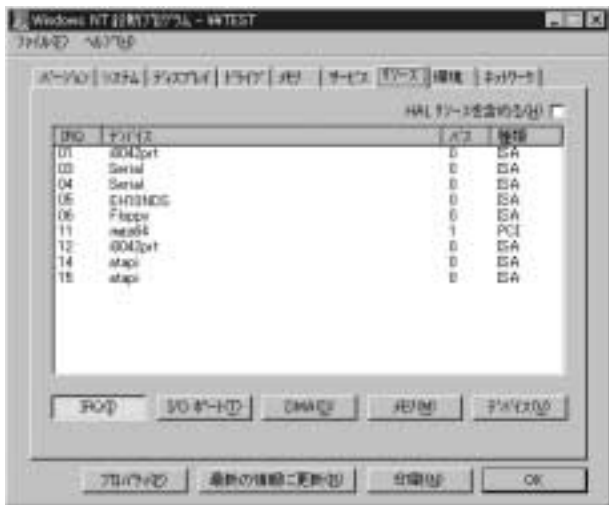 Windows NT 診断プログラム - \\TEST
ファイル(F) ヘルプ(H)
バージョン システム ディスプレイ ドライブ メモリ サービス リソース 環境 ネットワーク
HAL リソースを含める(H)
IRQ デバイス バス 種類
01 i8042prt 0 ISA
03 Serial 0 ISA
04 Serial 0 ISA
05 0 ISA
06 Floppy 0 ISA
11 mga64 1 PCI
12 i8042prt 0 ISA
14 atapi 0 ISA
15 atapi 0 ISA
IRQ(I) I/O ポート(T) DMA(D) メモリ(M) デバイス(V)
プロパティ(P) 最新の情報に更新(R) 印刷(N) OK